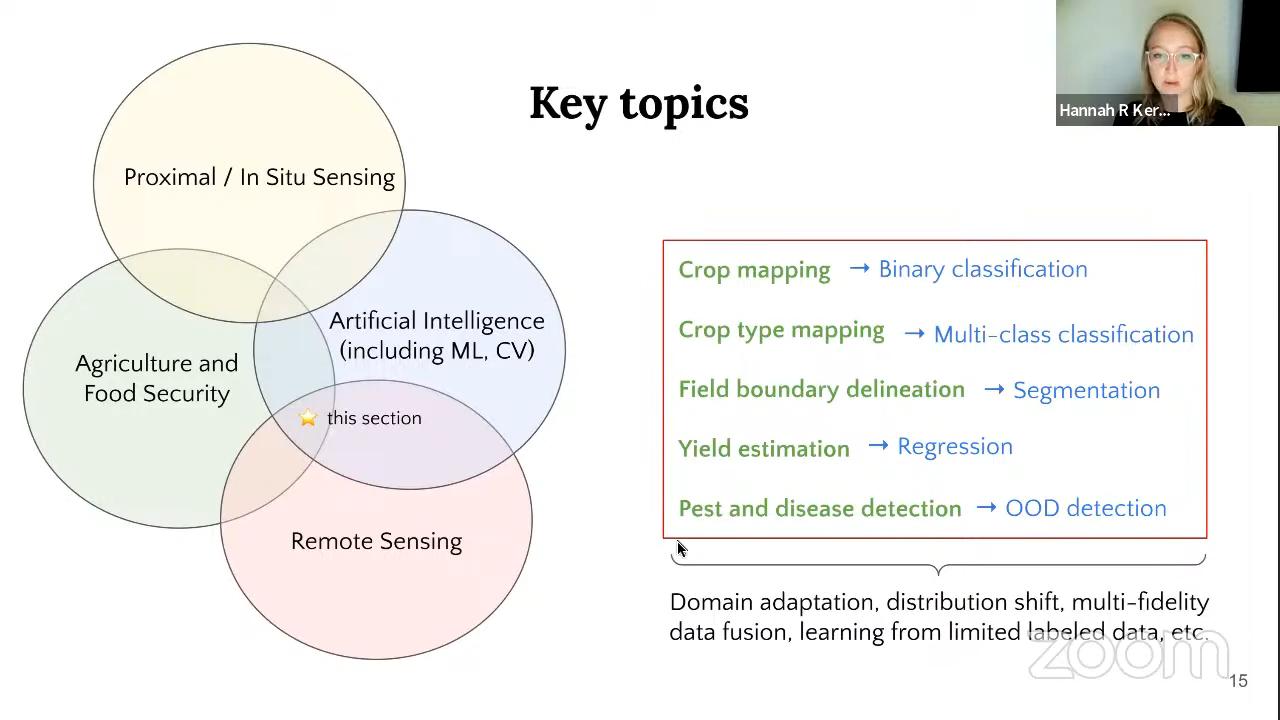 Key topics
Hannah R Ker...
Proximal / In Situ Sensing
Artificial Intelligence
(including ML, CV)
Agriculture and
Food Security
this section
Remote Sensing
Crop mapping → Binary classification
Crop type mapping → Multi-class classification
Field boundary delineation → Segmentation
Yield estimation → Regression
Pest and disease detection → OOD detection
Domain adaptation, distribution shift, multi-fidelity
data fusion, learning from limited labeled data, etc.
zoom
15